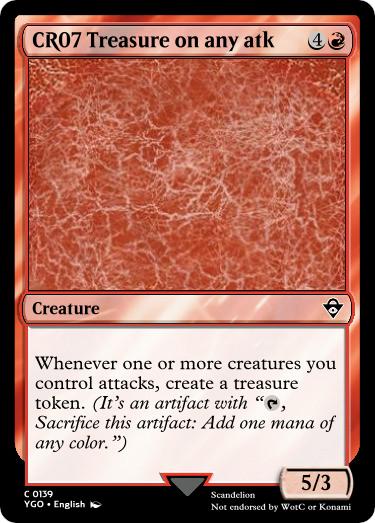 CR07 Treasure on any atk 4
Creature
Whenever one or more creatures you
control attacks, create a treasure
token. (It's an artifact with “,
Sacrifice this artifact: Add one mana of
any color.”)
5/3
C 0139
YGO • English
Scandelion
Not endorsed by WotC or Konami